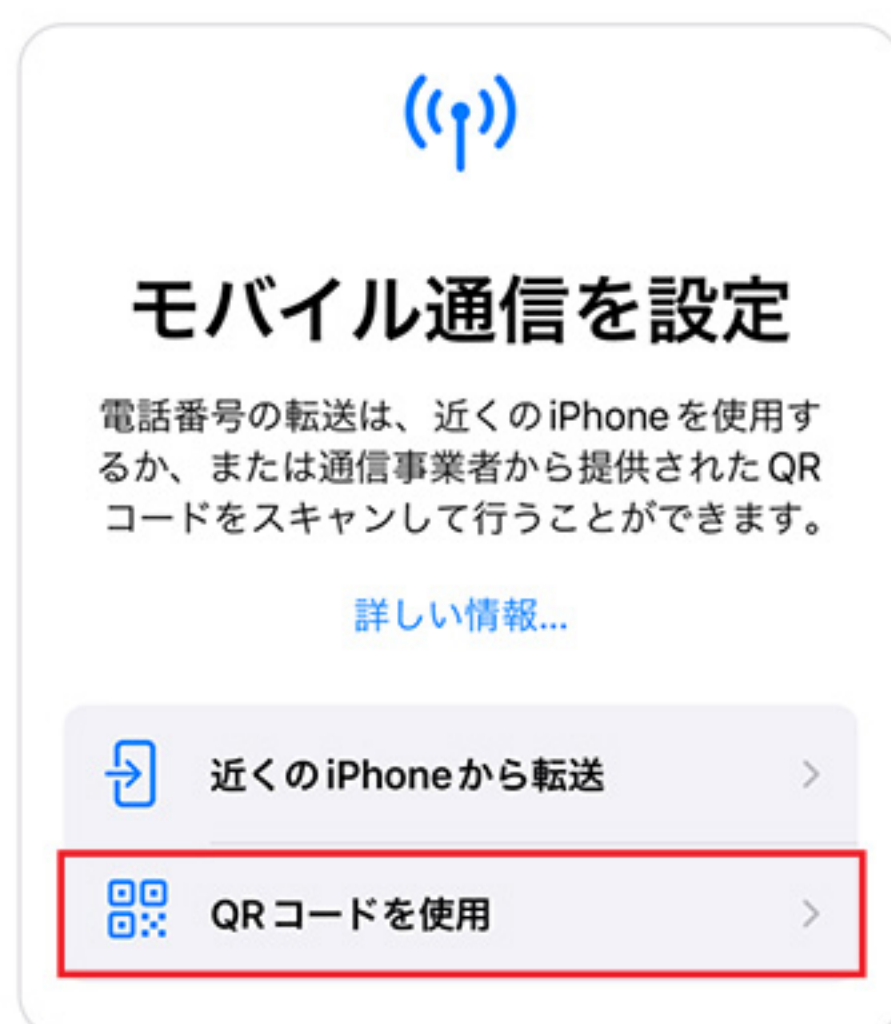 モバイル通信を設定
電話番号の転送は、近くのiPhoneを使用す
るか、または通信事業者から提供されたQR
コードをスキャンして行うことができます。
詳しい情報...
近くのiPhoneから転送
QRコードを使用